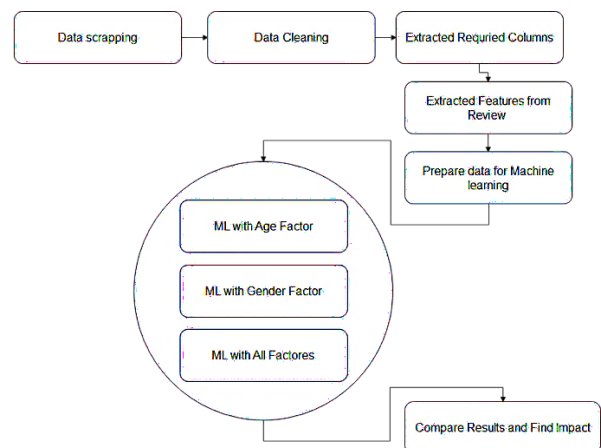 Data scrapping
Data Cleaning
Extracted Requried Columns
Extracted Features from
Review
Prepare data for Machine
learning
ML with Age Factor
ML with Gender Factor
ML with All Factores
Compare Results and Find Impact